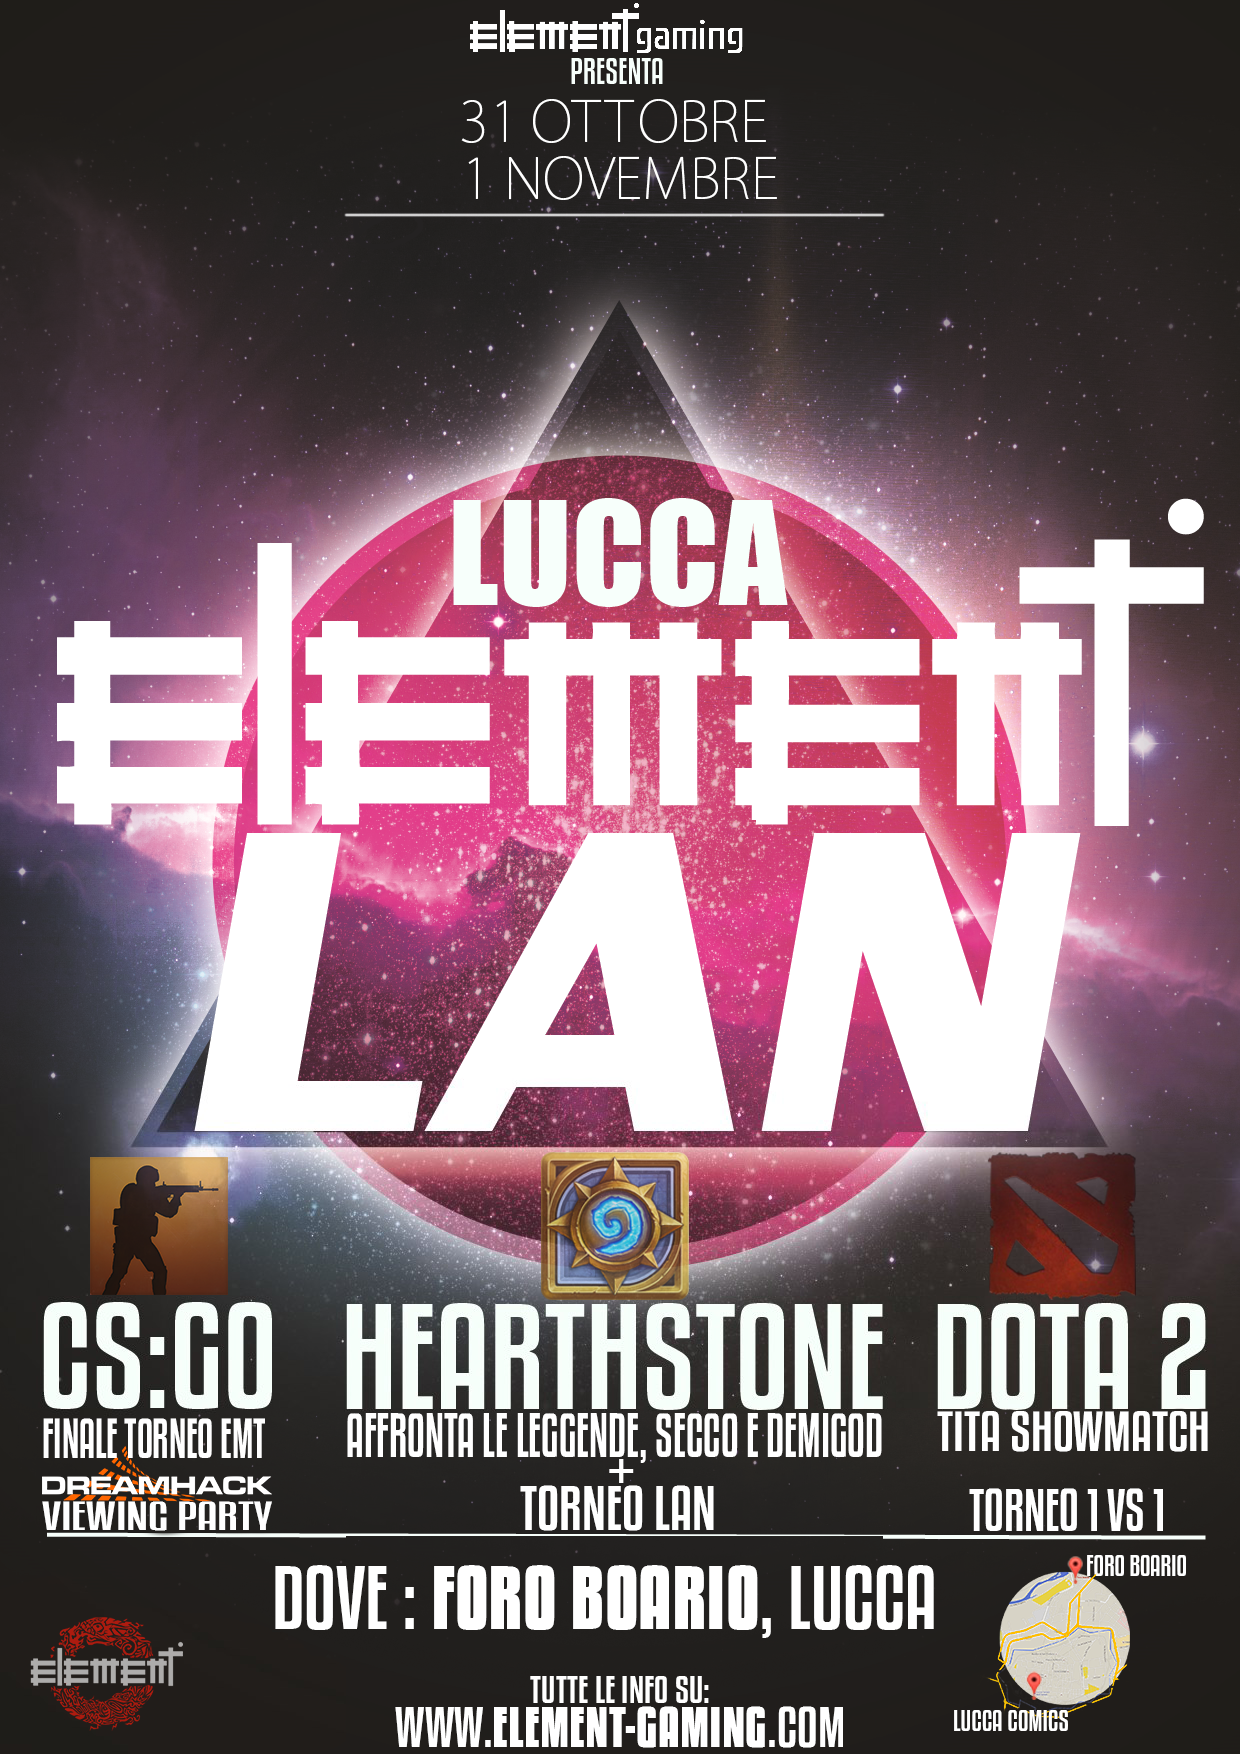 element gaming
PRESENTA
31 OTTOBRE
1 NOVEMBRE
LUCCA
element
LAN
CS:GO
FINALE TORNEO EMT
DREAMHACK
VIEWING PARTY
HEARTHSTONE
AFFRONTA LE LEGGENDE, SECCO E DEMIGOD
+
TORNEO LAN
DOTA 2
TITA SHOWMATCH
TORNEO 1 VS 1
DOVE : FORO BOARIO, LUCCA
FORO BOARIO
LUCCA COMICS
element
TUTTE LE INFO SU:
WWW.ELEMENT-GAMING.COM